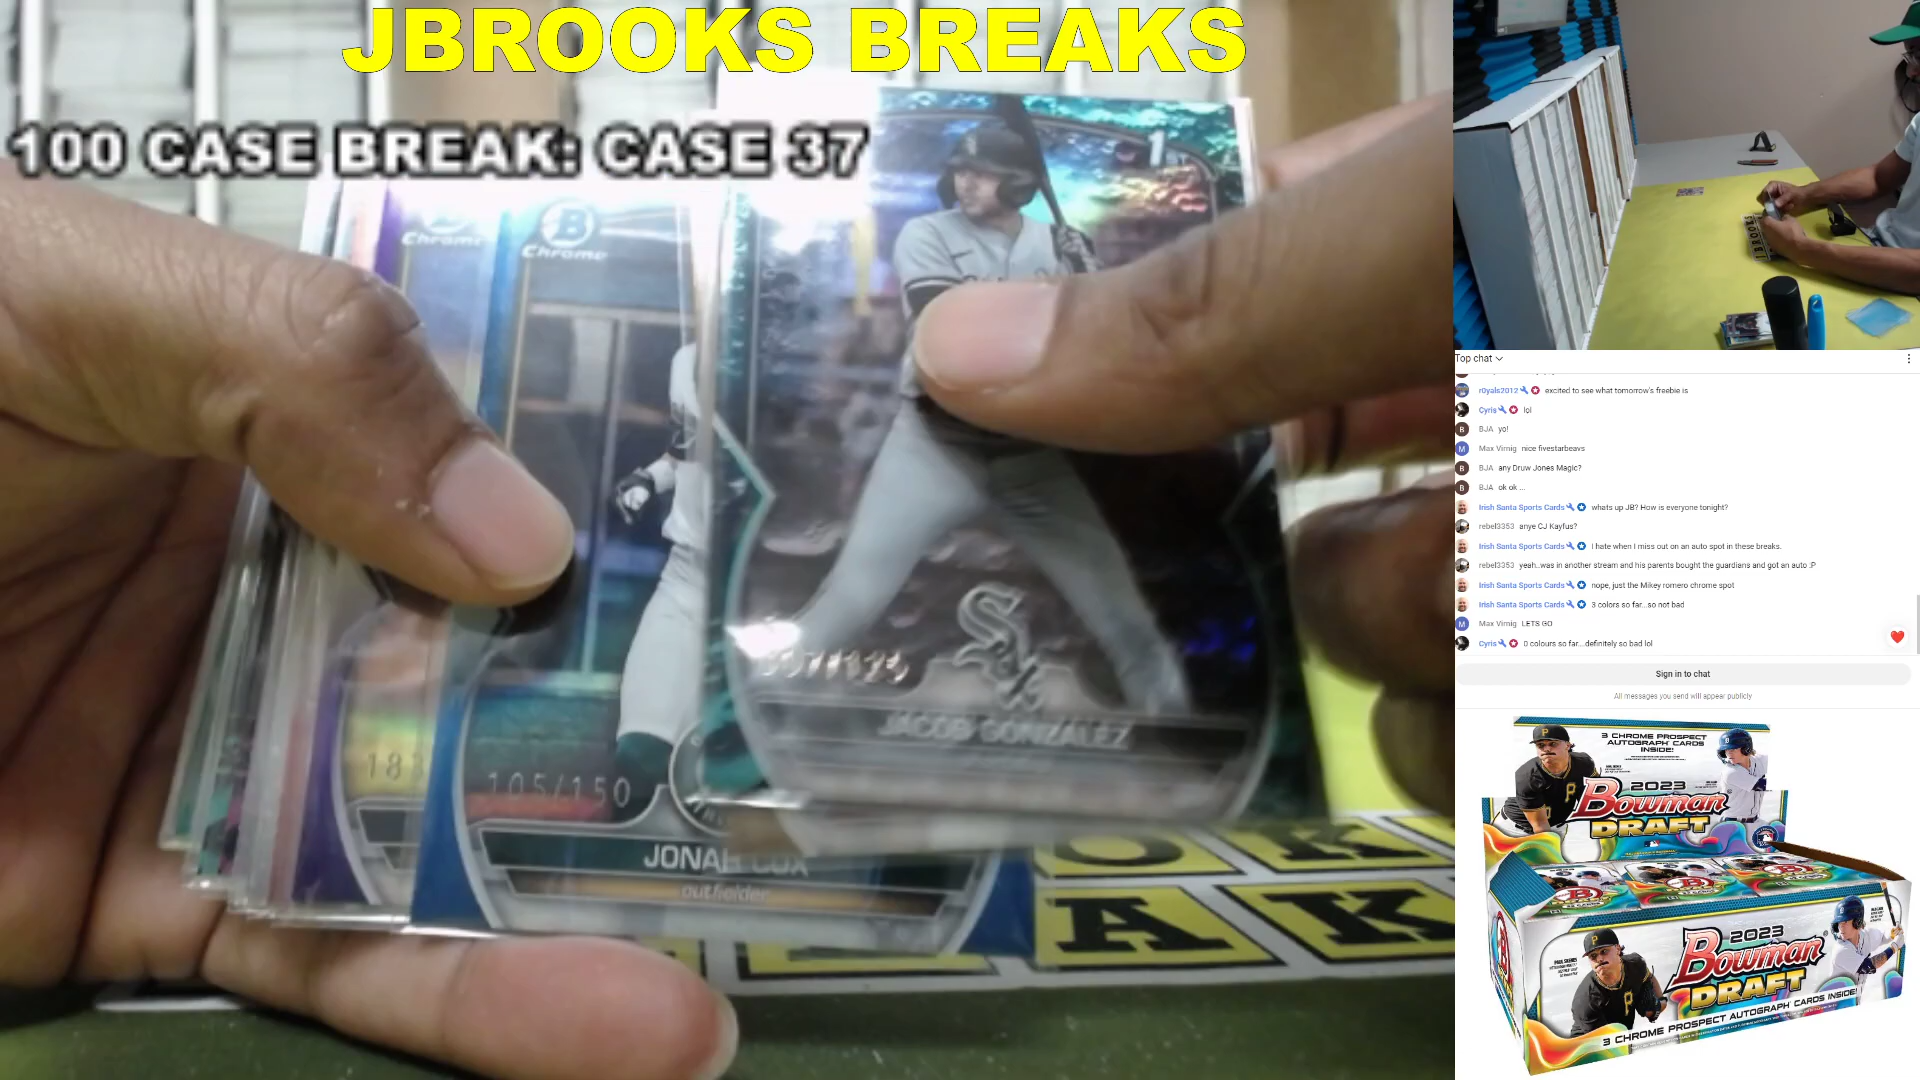 JBROOKS BREAKS
100 CASE BREAK: CASE 37
Chrome
B
Chrome
1
183
105/150
JONAH COX
outfielder
/125
JACOB GONZALEZ
O K
A K
Top chat
r0yals2012 excited to see what tomorrow's freebie is
Cyris lol
BJA yo!
Max Virnig nice fivestarbeavs
BJA any Druw Jones Magic?
BJA ok ok ...
Irish Santa Sports Cards whats up JB? How is everyone tonight?
rebel3353 anye CJ Kayfus?
Irish Santa Sports Cards I hate when I miss out on an auto spot in these breaks.
rebel3353 yeah..was in another stream and his parents bought the guardians and got an auto :P
Irish Santa Sports Cards nope, just the Mikey romero chrome spot
Irish Santa Sports Cards 3 colors so far...so not bad
Max Virnig LETS GO
Cyris 0 colours so far...definitely so bad lol
Sign in to chat
All messages you send will appear publicly
3 CHROME PROSPECT
AUTOGRAPH CARDS
INSIDE!
2023
Bowman
DRAFT
2023
Bowman
DRAFT
PAUL SKENES
3 CHROME PROSPECT AUTOGRAPH CARDS INSIDE!